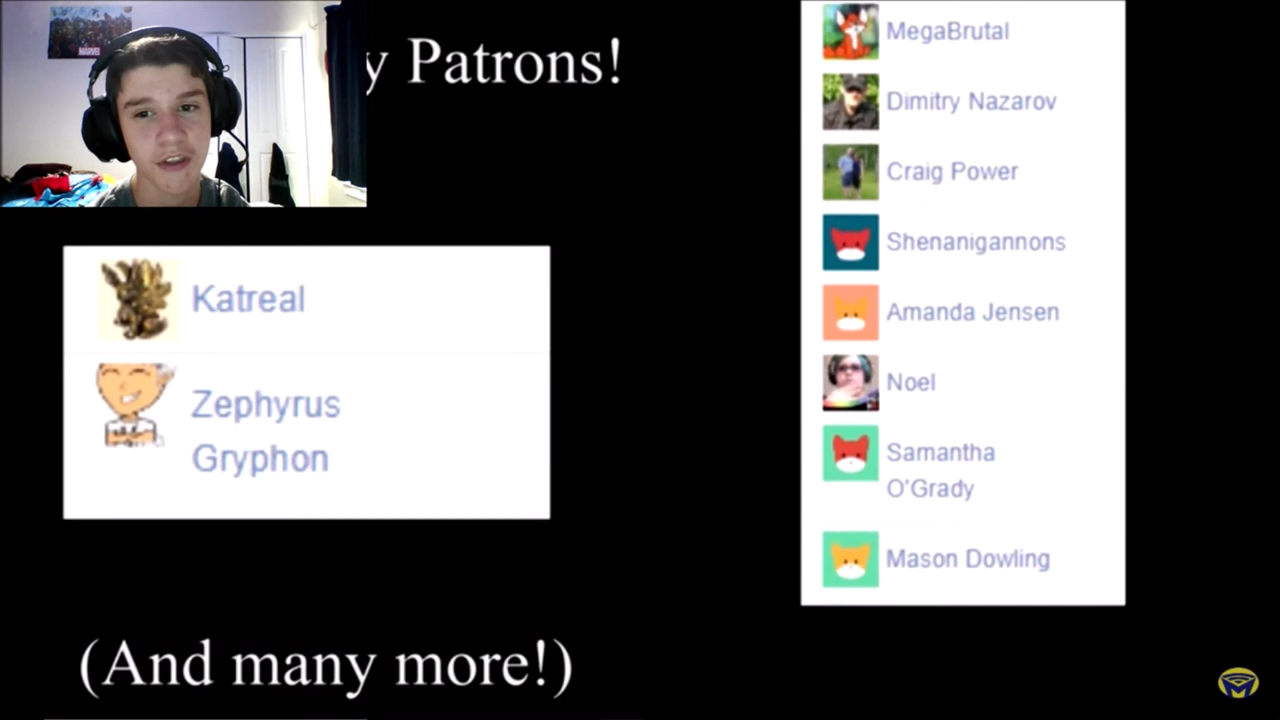 MARVEL
y Patrons!
Katreal
Zephyrus
Gryphon
(And many more!)
MegaBrutal
Dimitry Nazarov
Craig Power
Shenanigannons
Amanda Jensen
Noel
Samantha
O'Grady
Mason Dowling